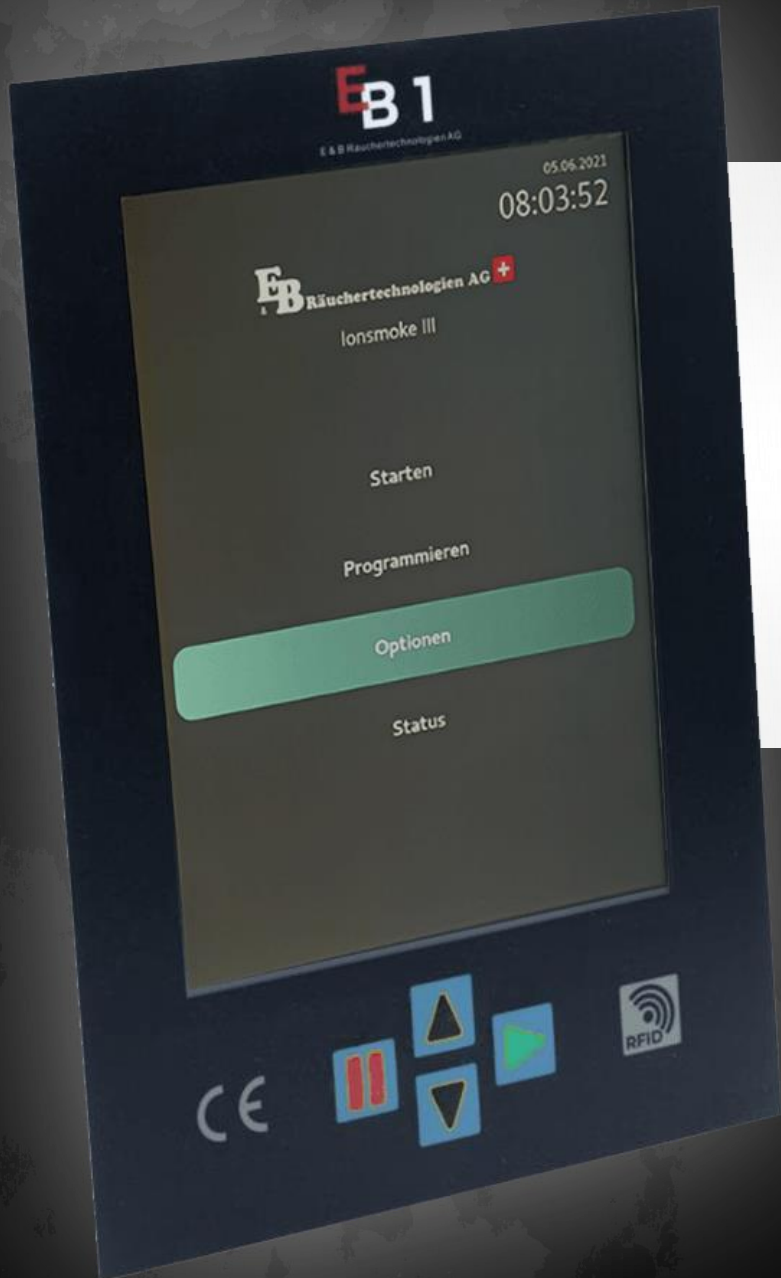 EB 1
E & B Räuchertechnologien AG
05.06.2021
08:03:52
E&B Räuchertechnologien AG
Ionsmoke III
Starten
Programmieren
Optionen
Status
CE
RFID